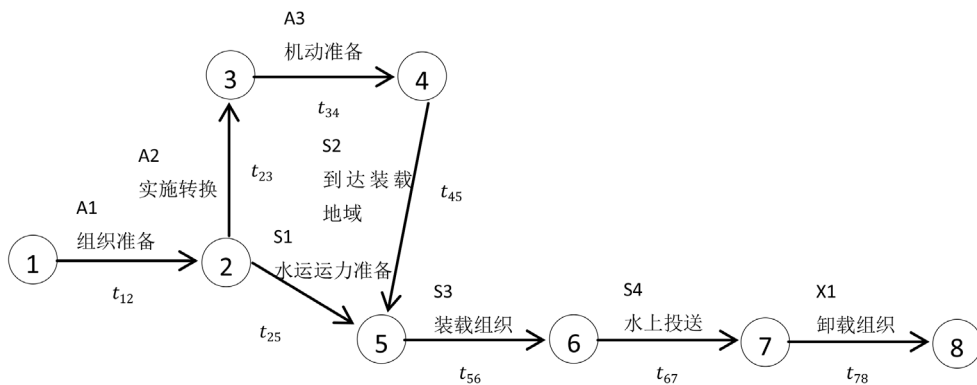 A3
机动准备
3
4
t₃₄
A2
实施转换
t₂₃
S2
到达装载
地域
t₄₅
A1
组织准备
1
2
t₁₂
S1
水运运力准备
t₂₅
5
S3
装载组织
t₅₆
6
S4
水上投送
t₆₇
7
X1
卸载组织
t₇₈
8